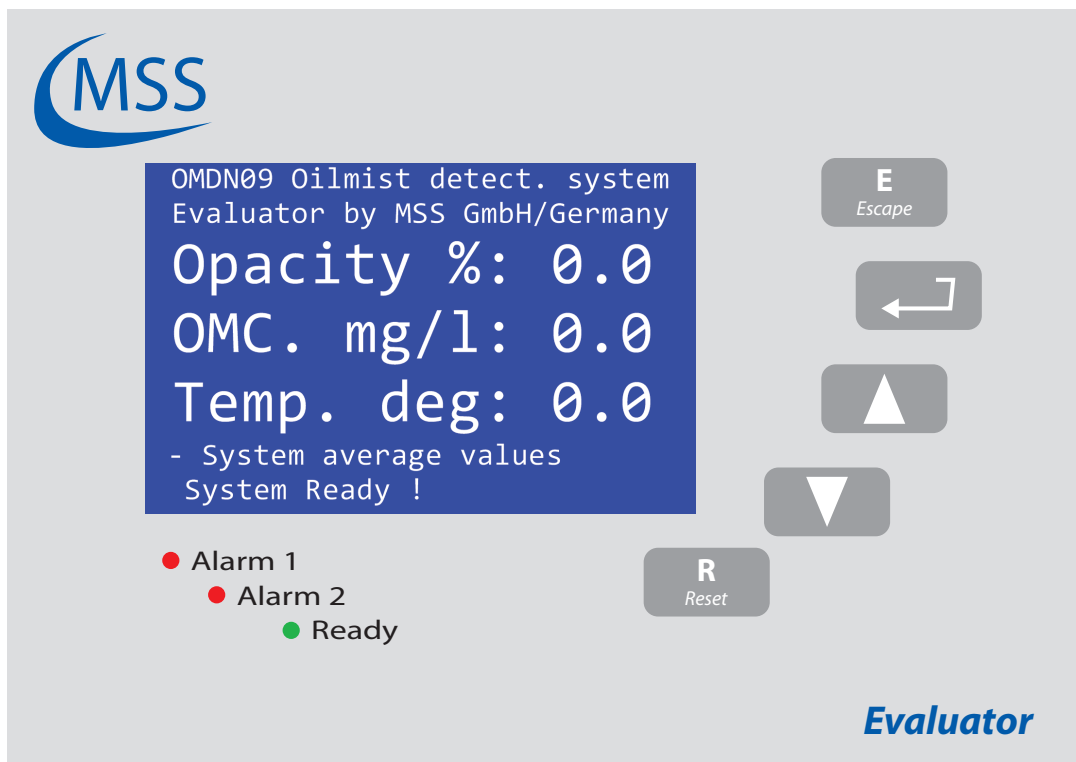 MSS
OMDN09 Oilmist detect. system
Evaluator by MSS GmbH/Germany
Opacity %: 0.0
OMC. mg/l: 0.0
Temp. deg: 0.0
- System average values
System Ready !
E
Escape
R
Reset
Alarm 1
Alarm 2
Ready
Evaluator